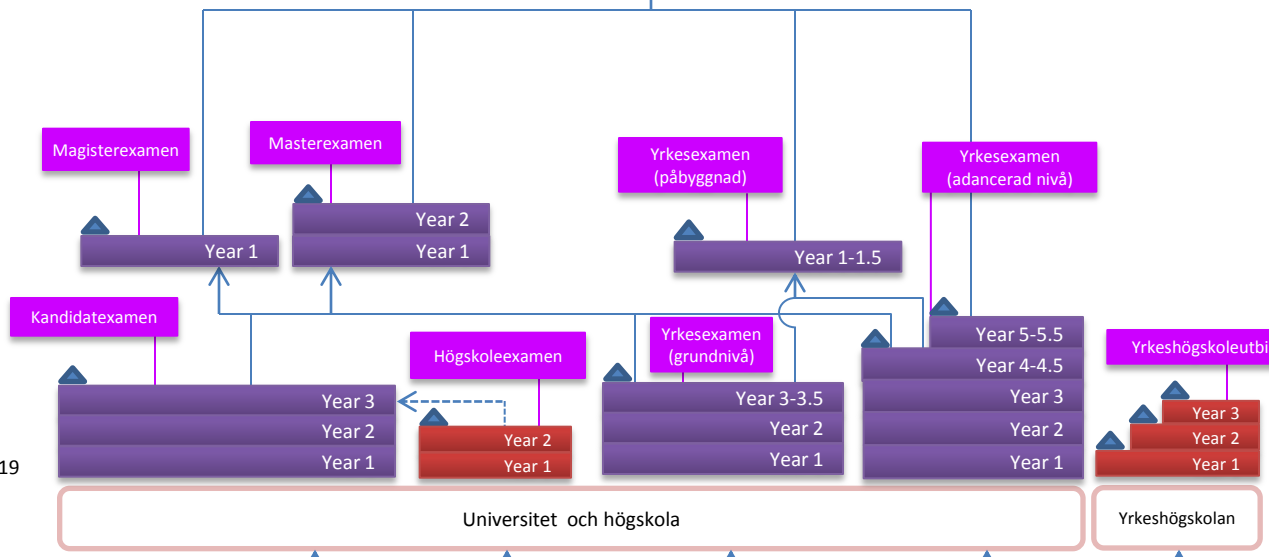 Masterexamen
Magisterexamen
Yrkesexamen
(påbyggnad)
Yrkesexamen
(adancerad nivå)
Year 2
Year 1
Year 1
Year 1-1.5
Kandidatexamen
Högskoleexamen
Yrkesexamen
(grundnivå)
Year 5-5.5
Year 4-4.5
Year 3
Year 2
Year 1
Yrkeshögskoleutbi
Year 3
Year 2
Year 1
Year 2
Year 1
Year 3-3.5
Year 2
Year 1
Year 3
Year 2
Year 1
19
Universitet och högskola
Yrkeshögskolan